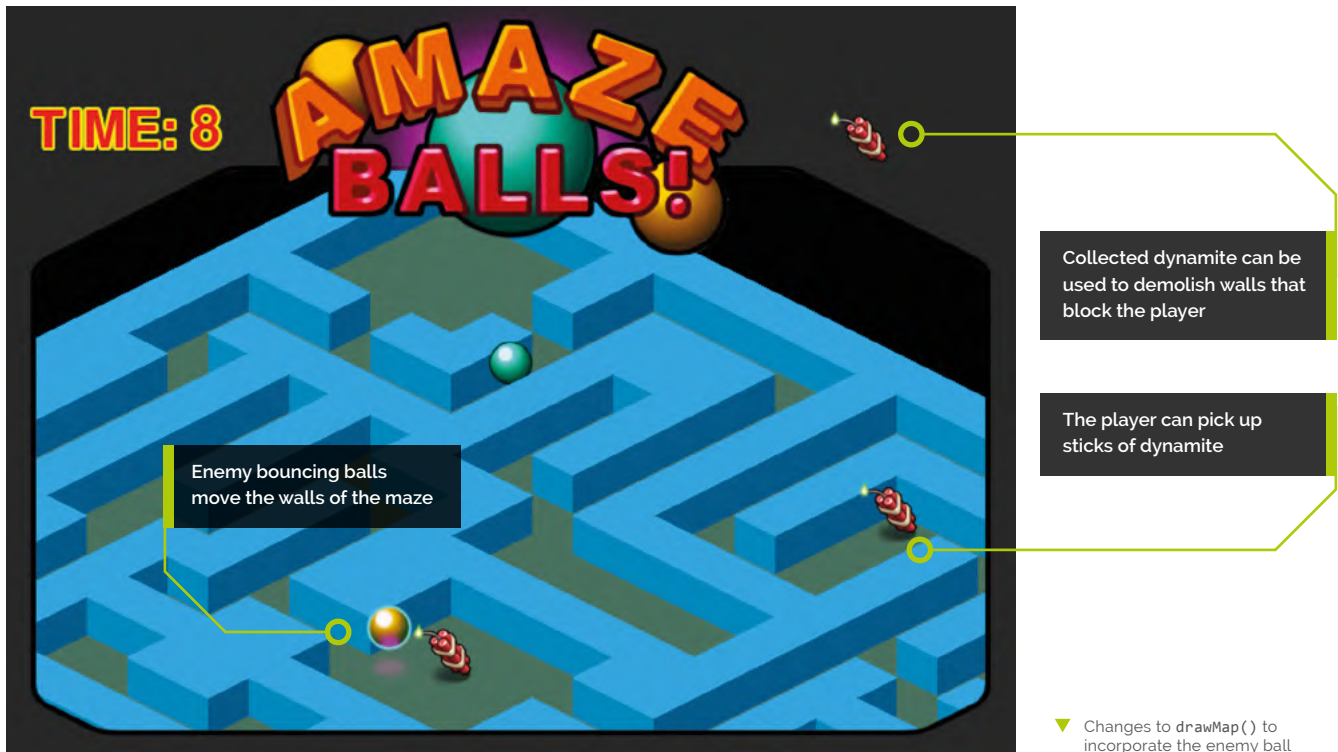 AMAZE
BALLS!
TIME: 8
Collected dynamite can be
used to demolish walls that
block the player
The player can pick up
sticks of dynamite
Enemy bouncing balls
move the walls of the maze
Changes to drawMap() to
incorporate the enemy ball